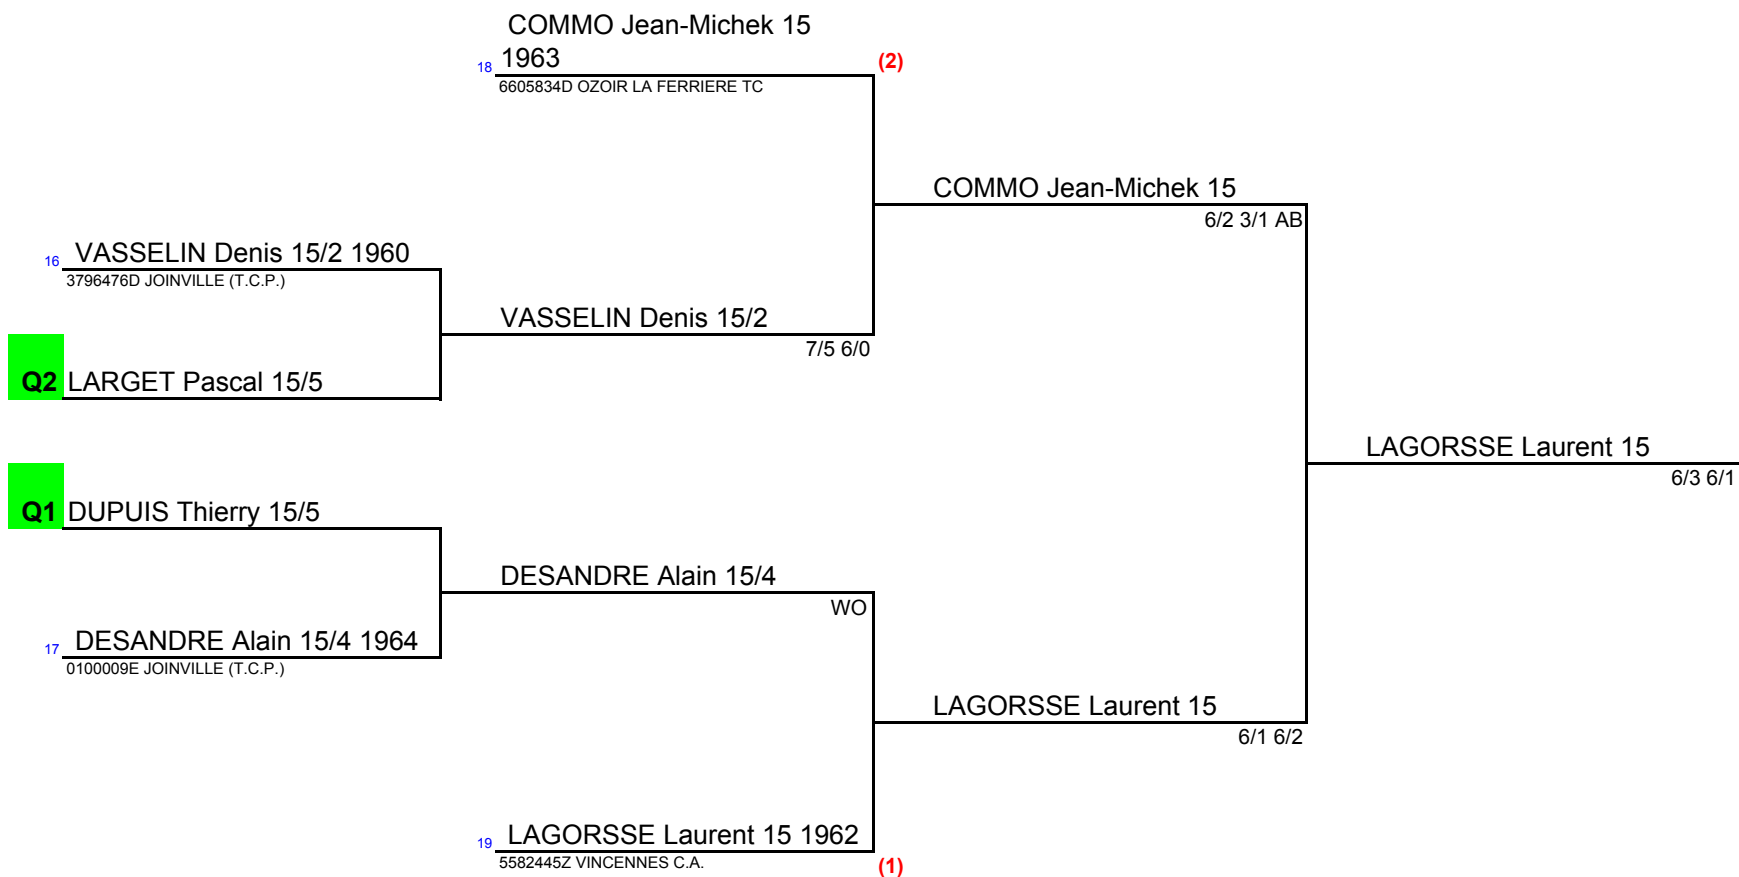 COMMO Jean-Michek 15
18 1963 (2)
6605834D OZOIR LA FERRIERE TC
COMMO Jean-Michek 15
6/2 3/1 AB
16 VASSELIN Denis 15/2 1960
3796476D JOINVILLE (T.C.P.)
VASSELIN Denis 15/2
7/5 6/0
Q2 LARGET Pascal 15/5
LAGORSSE Laurent 15
6/3 6/1
Q1 DUPUIS Thierry 15/5
DESANDRE Alain 15/4
WO
17 DESANDRE Alain 15/4 1964
0100009E JOINVILLE (T.C.P.)
LAGORSSE Laurent 15
6/1 6/2
19 LAGORSSE Laurent 15 1962
5582445Z VINCENNES C.A. (1)